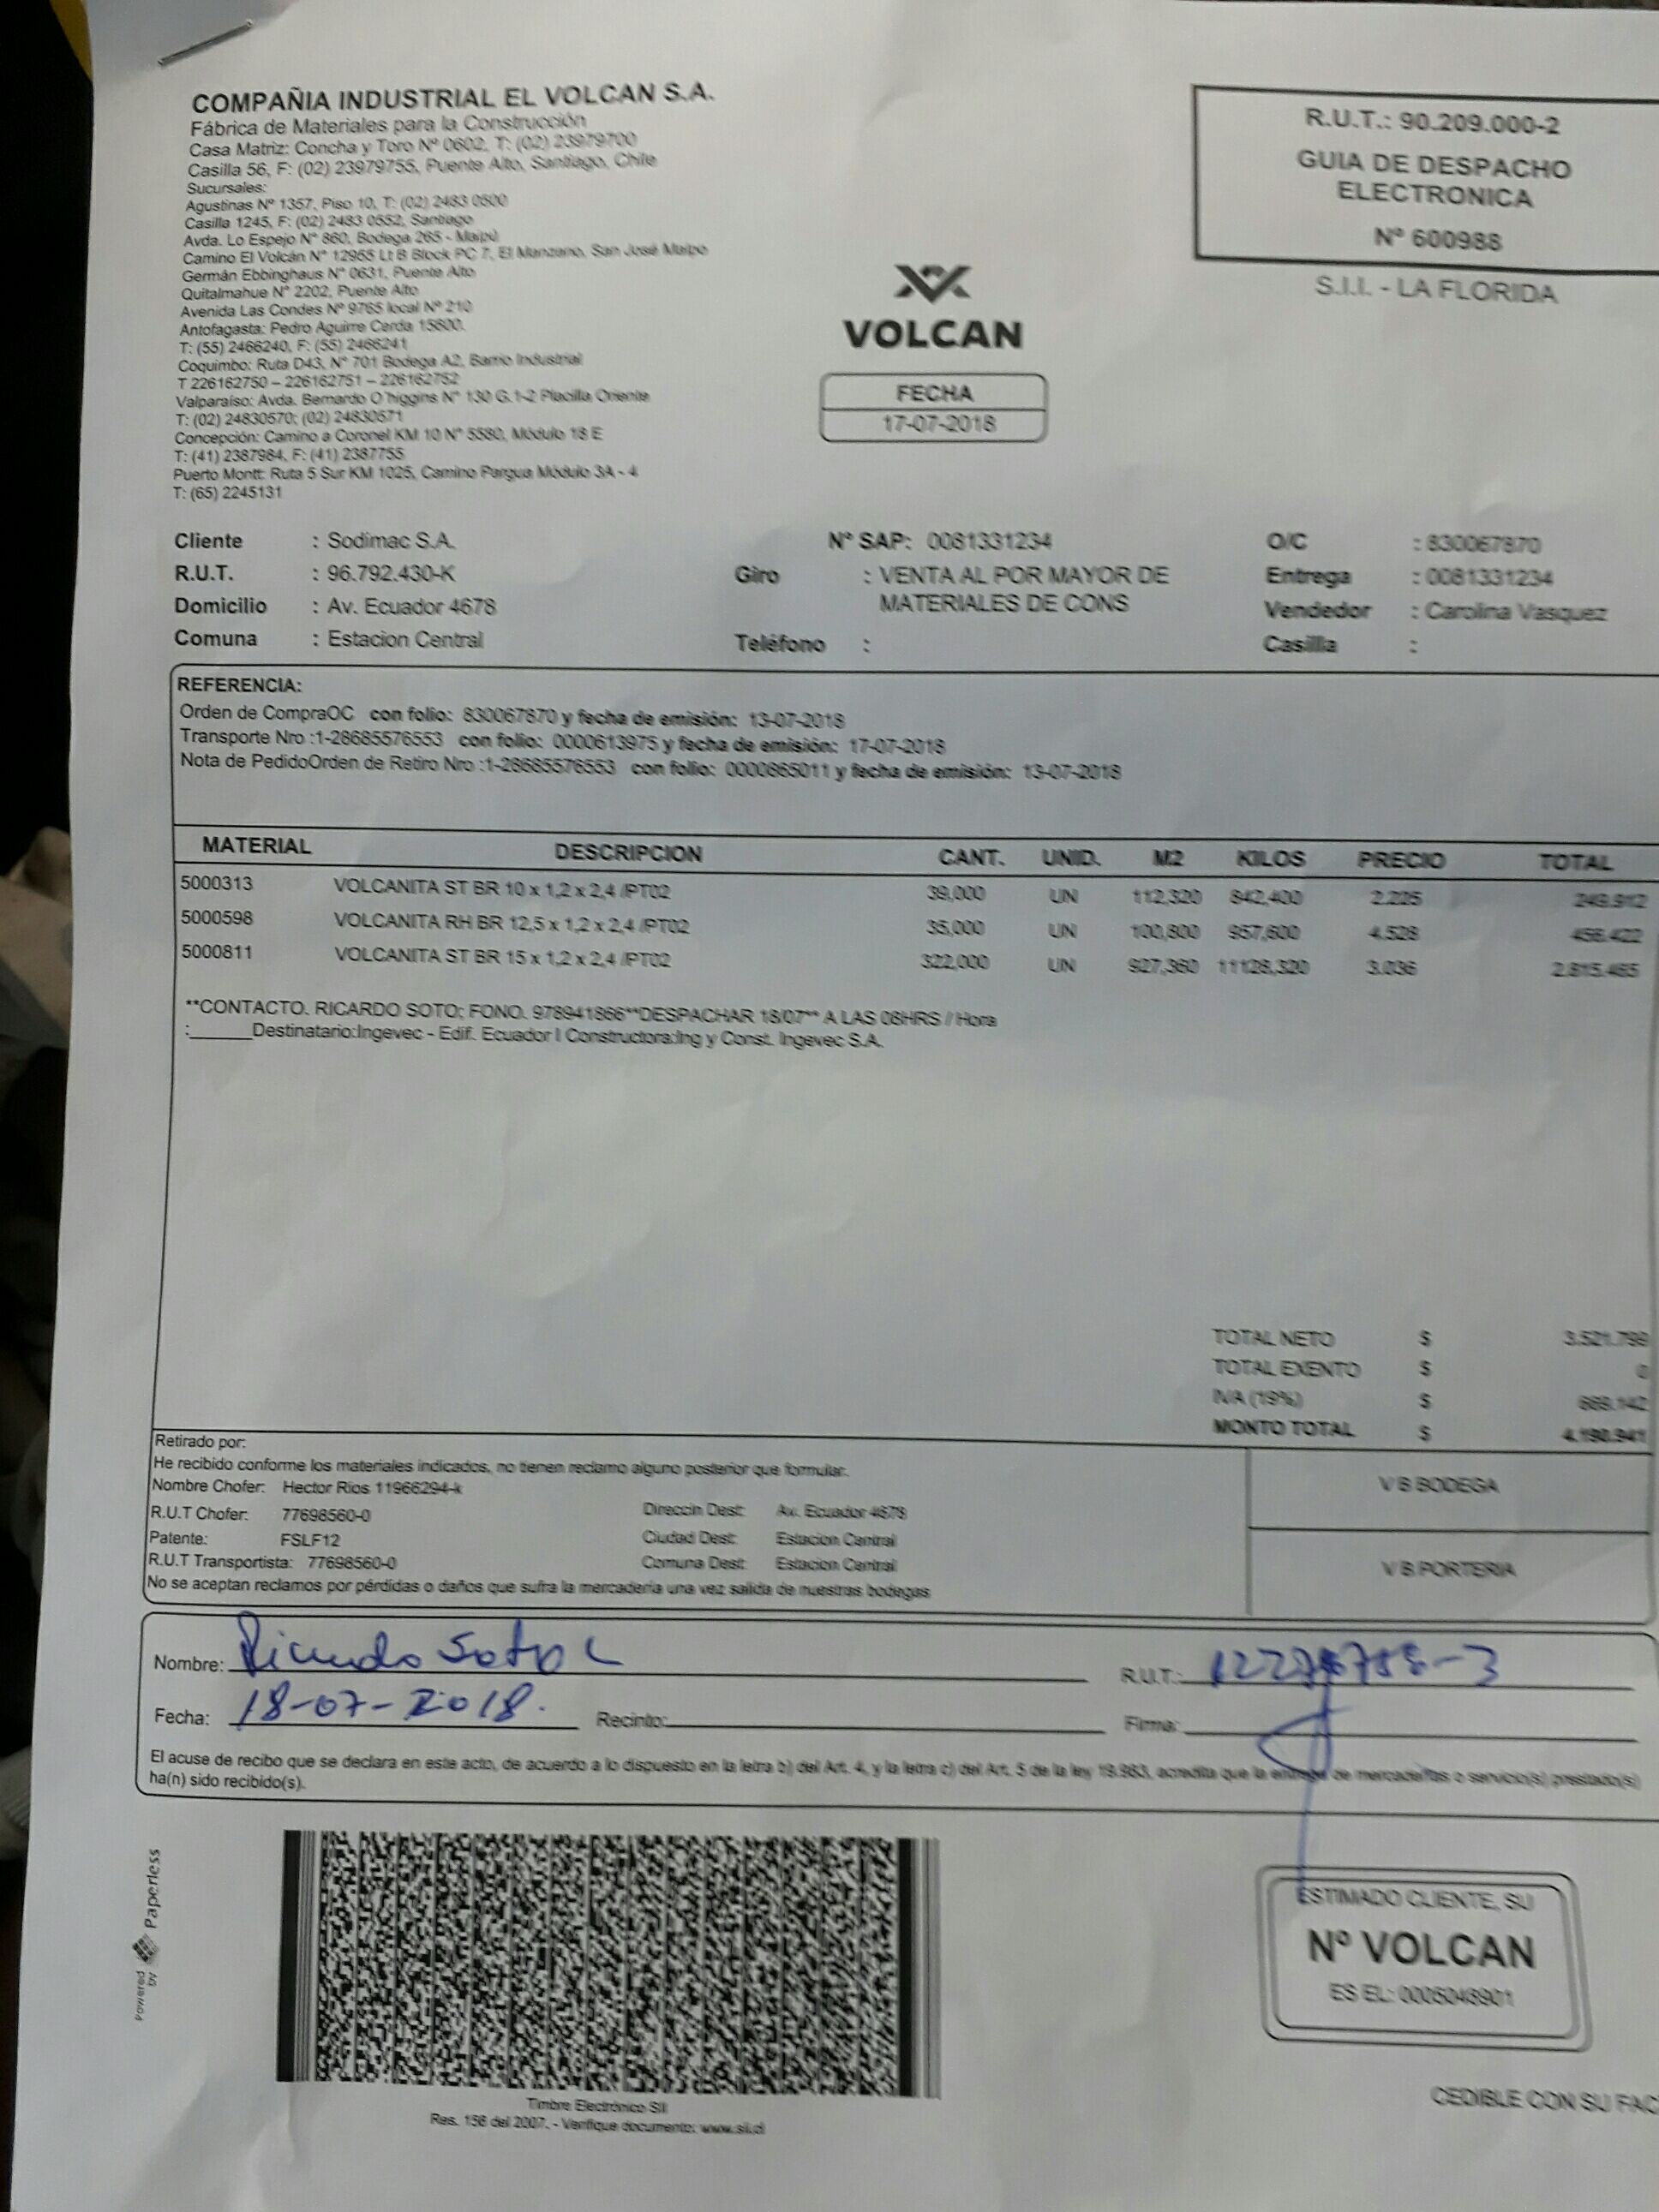 COMPAÑIA INDUSTRIAL EL VOLCAN S.A.
Fábrica de Materiales para la Construcción
Casa Matriz: Concha y Toro Nº 0602, T: (02) 23979700
Casilla 56, F: (02) 23979755, Puente Alto, Santiago, Chile
Sucursales:
Agustinas Nº 1357, Piso 10, T: (02) 2483 0500
Casilla 1245, F: (02) 2483 0552, Santiago
Avda. Lo Espejo N° 860, Bodega 265 - Maipú
Camino El Volcán N° 12955 Lt B Block PC 7, El Manzano, San José Maipo
Germán Ebbinghaus N° 0631, Puente Alto
Quitalmahue N° 2202, Puente Alto
Avenida Las Condes Nº 9765 local Nº 210
Antofagasta: Pedro Aguirre Cerda 15800.
T: (55) 2466240, F: (55) 2466241
Coquimbo: Ruta D43, N° 701 Bodega A2, Barrio Industrial
T 226162750 – 226162751 – 226162752
Valparaíso: Avda. Bernardo O´higgins N° 130 G.1-2 Placilla Oriente
T: (02) 24830570; (02) 24830571
Concepción: Camino a Coronel KM 10 N° 5580, Módulo 18 E
T: (41) 2387984, F: (41) 2387755
Puerto Montt: Ruta 5 Sur KM 1025, Camino Pargua Módulo 3A - 4
T: (65) 2245131
R.U.T.: 90.209.000-2
GUIA DE DESPACHO
ELECTRONICA
Nº 600988
S.I.I. - LA FLORIDA
VOLCAN
FECHA
17-07-2018
Cliente : Sodimac S.A. N° SAP: 0081331234 O/C : 830067870
R.U.T. : 96.792.430-K Giro : VENTA AL POR MAYOR DE Entrega : 0081331234
Domicilio : Av. Ecuador 4678 MATERIALES DE CONS Vendedor : Carolina Vasquez
Comuna : Estacion Central Teléfono : Casilla :
REFERENCIA:
Orden de CompraOC con folio: 830067870 y fecha de emisión: 13-07-2018
Transporte Nro :1-28685576553 con folio: 0000613975 y fecha de emisión: 17-07-2018
Nota de PedidoOrden de Retiro Nro :1-28685576553 con folio: 0000865011 y fecha de emisión: 13-07-2018
MATERIAL DESCRIPCION CANT. UNID. M2 KILOS PRECIO TOTAL
5000313 VOLCANITA ST BR 10 x 1,2 x 2,4 /PT02 39,000 UN 112,320 842,400 2.225 249.912
5000598 VOLCANITA RH BR 12,5 x 1,2 x 2,4 /PT02 35,000 UN 100,800 957,600 4.528 456.422
5000811 VOLCANITA ST BR 15 x 1,2 x 2,4 /PT02 322,000 UN 927,360 11128,320 3.036 2.815.465
**CONTACTO. RICARDO SOTO; FONO. 978941866**DESPACHAR 18/07** A LAS 08HRS / Hora
:______Destinatario:Ingevec - Edif. Ecuador I Constructora:Ing y Const. Ingevec S.A.
TOTAL NETO $ 3.521.799
TOTAL EXENTO $ 0
IVA (19%) $ 669.142
MONTO TOTAL $ 4.190.941
Retirado por:
He recibido conforme los materiales indicados, no tienen reclamo alguno posterior que formular.
Nombre Chofer: Hector Rios 11966294-k
R.U.T Chofer: 77698560-0 Direccin Dest: Av. Ecuador 4678
Patente: FSLF12 Ciudad Dest: Estacion Central
R.U.T Transportista: 77698560-0 Comuna Dest: Estacion Central
No se aceptan reclamos por pérdidas o daños que sufra la mercadería una vez salida de nuestras bodegas
V B BODEGA
V B PORTERIA
Nombre: Ricardo Soto C R.U.T.:
Fecha: 18-07-2018. Recinto: Firma:
El acuse de recibo que se declara en este acto, de acuerdo a lo dispuesto en la letra b) del Art. 4, y la letra c) del Art. 5 de la ley 19.983, acredita que la entrega de mercaderías o servicio(s) prestado(s)
ha(n) sido recibido(s).
Powered by Paperless
Timbre Electrónico SII
Res. 156 del 2007. - Verifique documento: www.sii.cl
ESTIMADO CLIENTE, SU
Nº VOLCAN
ES EL: 0005048901
CEDIBLE CON SU FAC